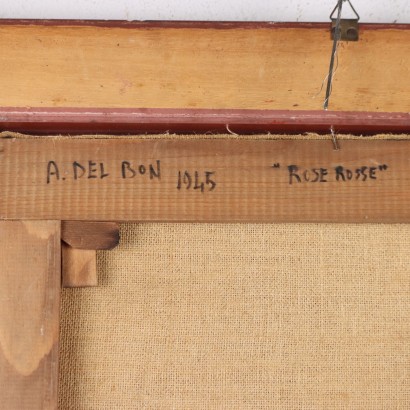 A. DEL BON 1945 "ROSE ROSSE"